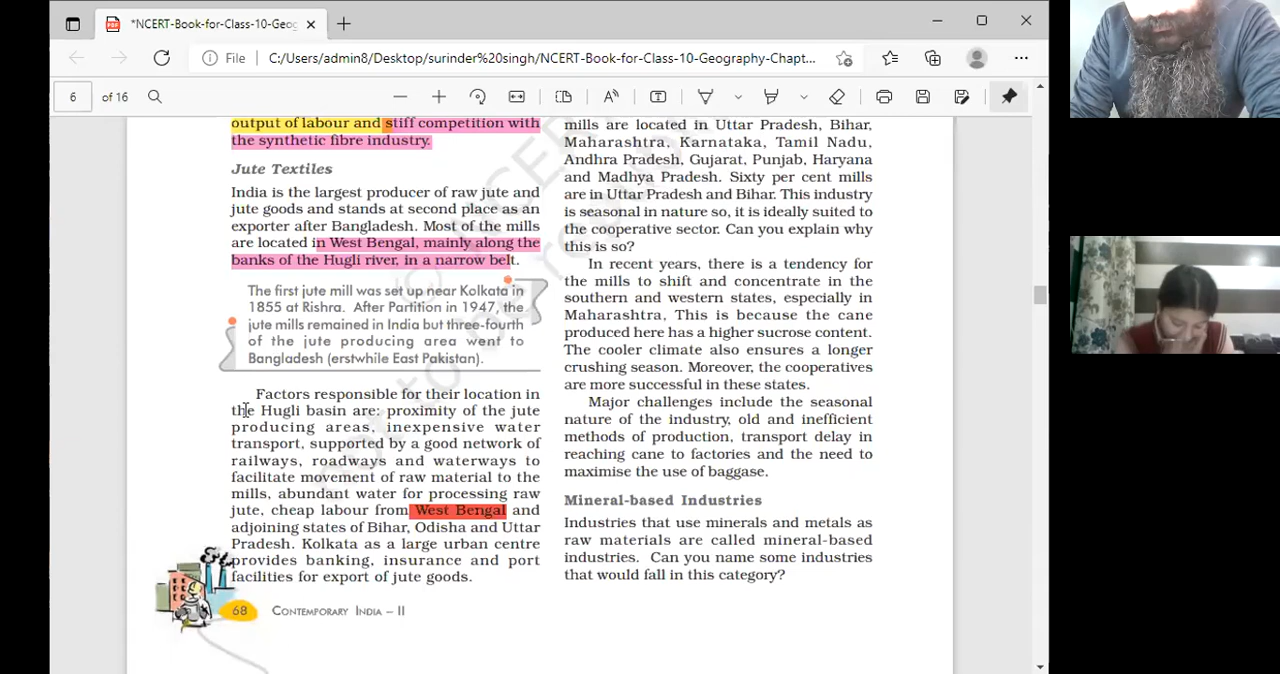 *NCERT-Book-for-Class-10-Geog
File
C:/Users/admin8/Desktop/surinder%20singh/NCERT-Book-for-Class-10-Geography-Chapt...
6 of 16
output of labour and stiff competition with
the synthetic fibre industry.
Jute Textiles
India is the largest producer of raw jute and
jute goods and stands at second place as an
exporter after Bangladesh. Most of the mills
are located in West Bengal, mainly along the
banks of the Hugli river, in a narrow belt.
The first jute mill was set up near Kolkata in
1855 at Rishra. After Partition in 1947, the
jute mills remained in India but three-fourth
of the jute producing area went to
Bangladesh (erstwhile East Pakistan).
Factors responsible for their location in
the Hugli basin are: proximity of the jute
producing areas, inexpensive water
transport, supported by a good network of
railways, roadways and waterways to
facilitate movement of raw material to the
mills, abundant water for processing raw
jute, cheap labour from West Bengal and
adjoining states of Bihar, Odisha and Uttar
Pradesh. Kolkata as a large urban centre
provides banking, insurance and port
facilities for export of jute goods.
68 CONTEMPORARY INDIA – II
mills are located in Uttar Pradesh, Bihar,
Maharashtra, Karnataka, Tamil Nadu,
Andhra Pradesh, Gujarat, Punjab, Haryana
and Madhya Pradesh. Sixty per cent mills
are in Uttar Pradesh and Bihar. This industry
is seasonal in nature so, it is ideally suited to
the cooperative sector. Can you explain why
this is so?
In recent years, there is a tendency for
the mills to shift and concentrate in the
southern and western states, especially in
Maharashtra, This is because the cane
produced here has a higher sucrose content.
The cooler climate also ensures a longer
crushing season. Moreover, the cooperatives
are more successful in these states.
Major challenges include the seasonal
nature of the industry, old and inefficient
methods of production, transport delay in
reaching cane to factories and the need to
maximise the use of baggase.
Mineral-based Industries
Industries that use minerals and metals as
raw materials are called mineral-based
industries. Can you name some industries
that would fall in this category?